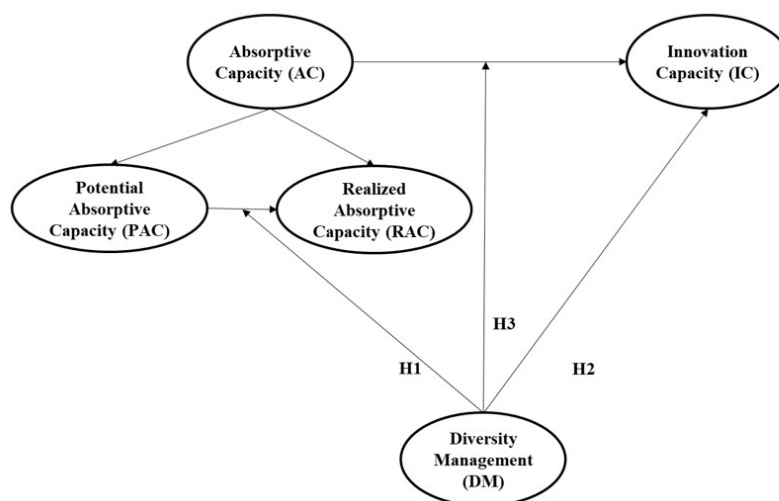 Absorptive
Capacity (AC)
Innovation
Capacity (IC)
Potential
Absorptive
Capacity (PAC)
Realized
Absorptive
Capacity (RAC)
H3
H1
H2
Diversity
Management
(DM)